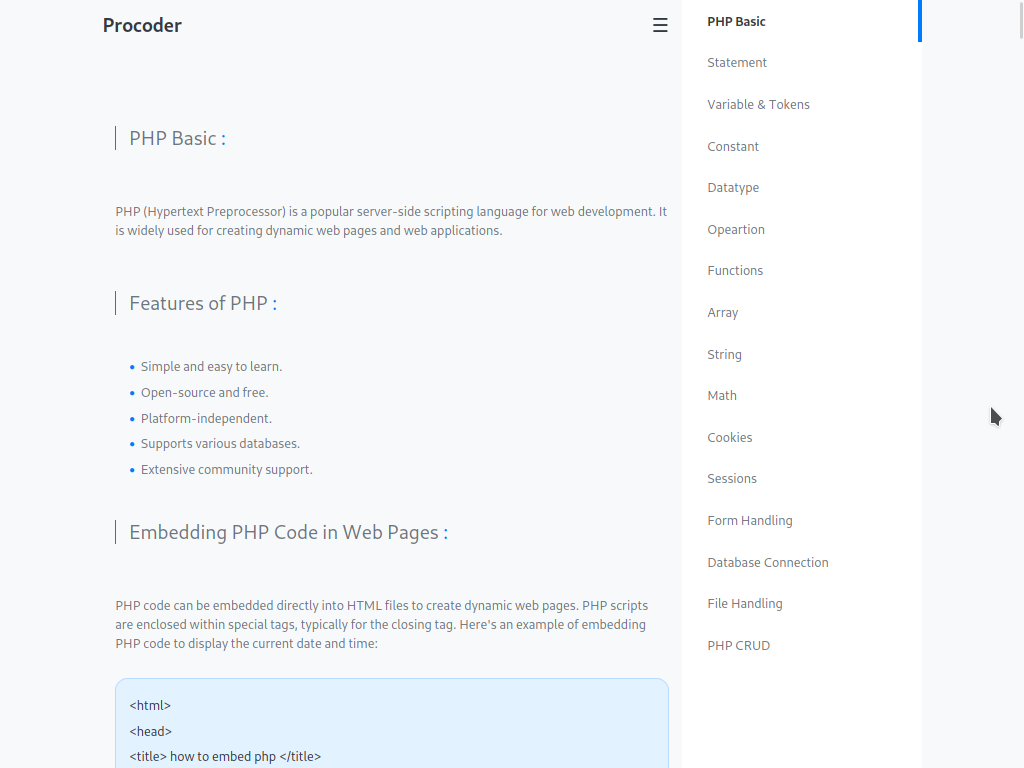 Procoder
PHP Basic :
PHP (Hypertext Preprocessor) is a popular server-side scripting language for web development. It
is widely used for creating dynamic web pages and web applications.
Features of PHP :
• Simple and easy to learn.
• Open-source and free.
• Platform-independent.
• Supports various databases.
• Extensive community support.
Embedding PHP Code in Web Pages :
PHP code can be embedded directly into HTML files to create dynamic web pages. PHP scripts
are enclosed within special tags, typically for the closing tag. Here's an example of embedding
PHP code to display the current date and time:
<html>
<head>
<title> how to embed php </title>
PHP Basic
Statement
Variable & Tokens
Constant
Datatype
Opeartion
Functions
Array
String
Math
Cookies
Sessions
Form Handling
Database Connection
File Handling
PHP CRUD